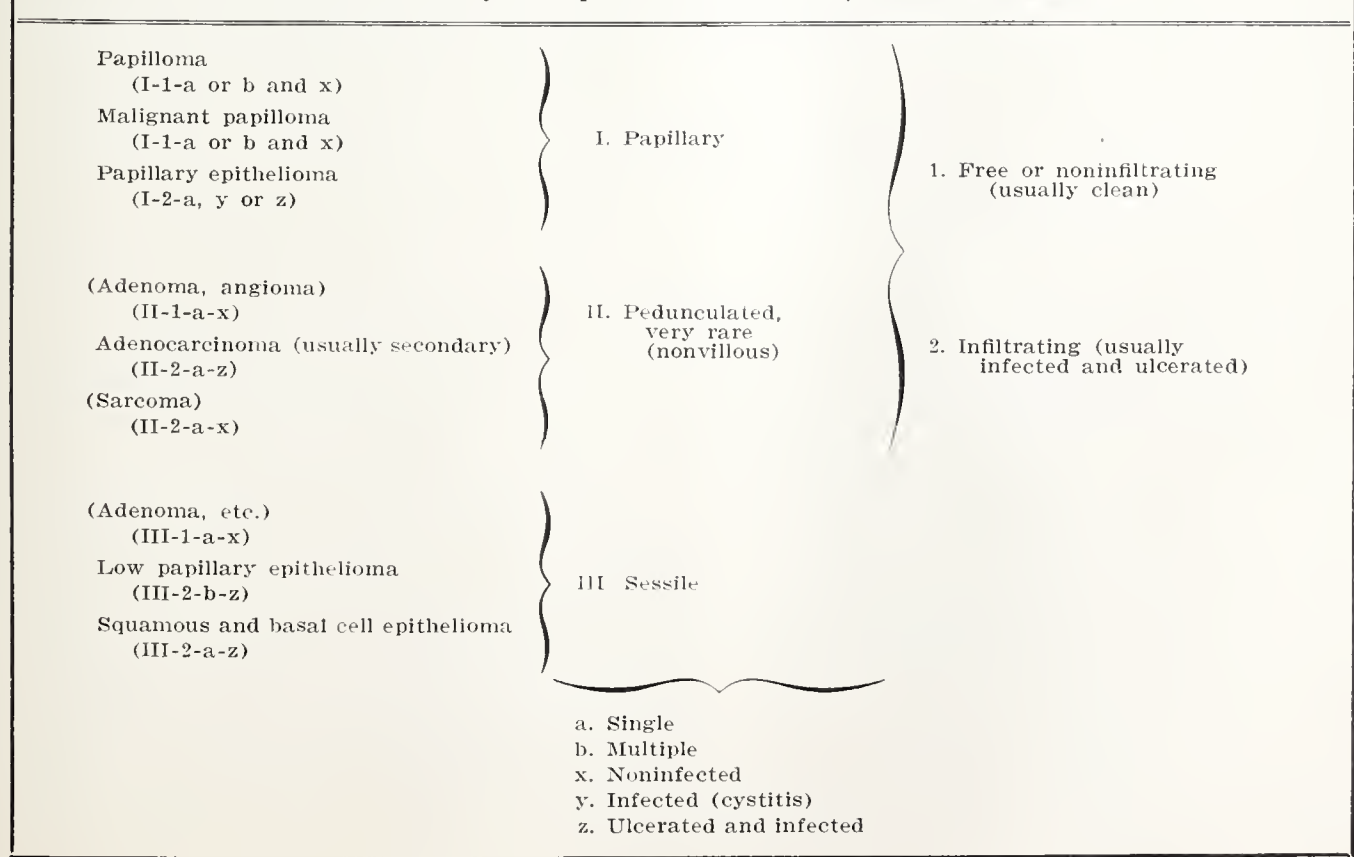 Papilloma
(I-1-a or b and x)
Malignant papilloma
(I-1-a or b and x)
Papillary epithelioma
(I-2-a, y or z)
I. Papillary
(Adenoma, angioma)
(II-1-a-x)
Adenocarcinoma (usually secondary)
(II-2-a-z)
(Sarcoma)
(II-2-a-x)
II. Pedunculated,
very rare
(nonvillous)
(Adenoma, etc.)
(III-1-a-x)
Low papillary epithelioma
(III-2-b-z)
Squamous and basal cell epithelioma
(III-2-a-z)
III Sessile
1. Free or noninfiltrating
(usually clean)
2. Infiltrating (usually
infected and ulcerated)
a. Single
b. Multiple
x. Noninfected
y. Infected (cystitis)
z. Ulcerated and infected